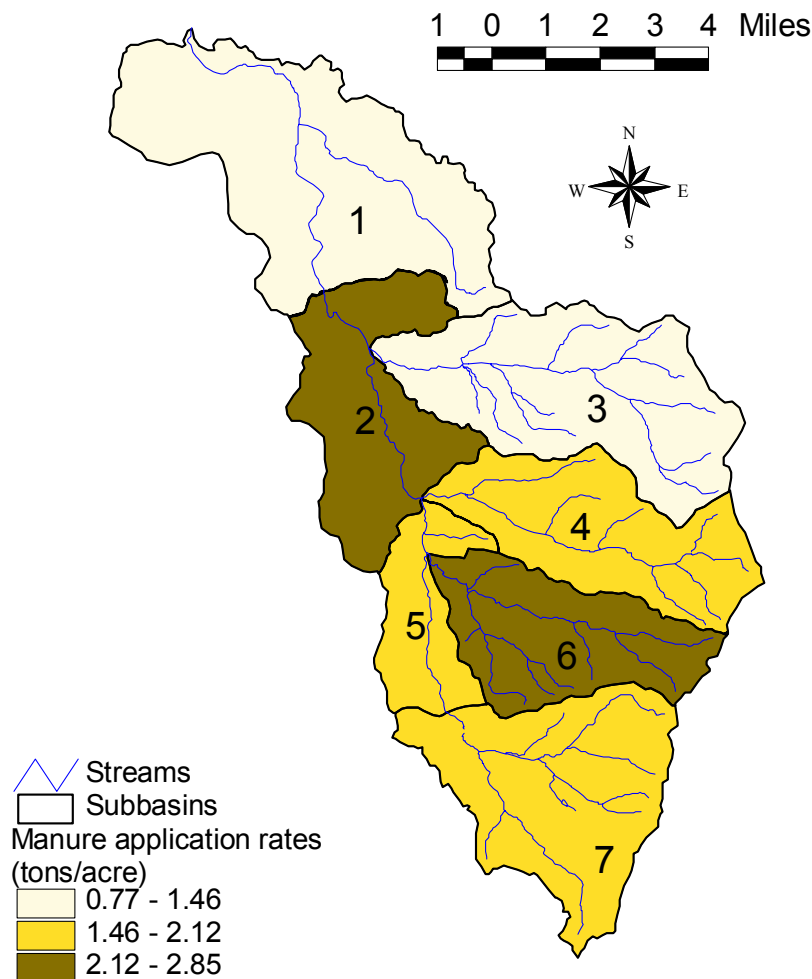 1 0 1 2 3 4 Miles
N
W E
S
1
2
3
4
5
6
7
Streams
Subbasins
Manure application rates
(tons/acre)
0.77 - 1.46
1.46 - 2.12
2.12 - 2.85